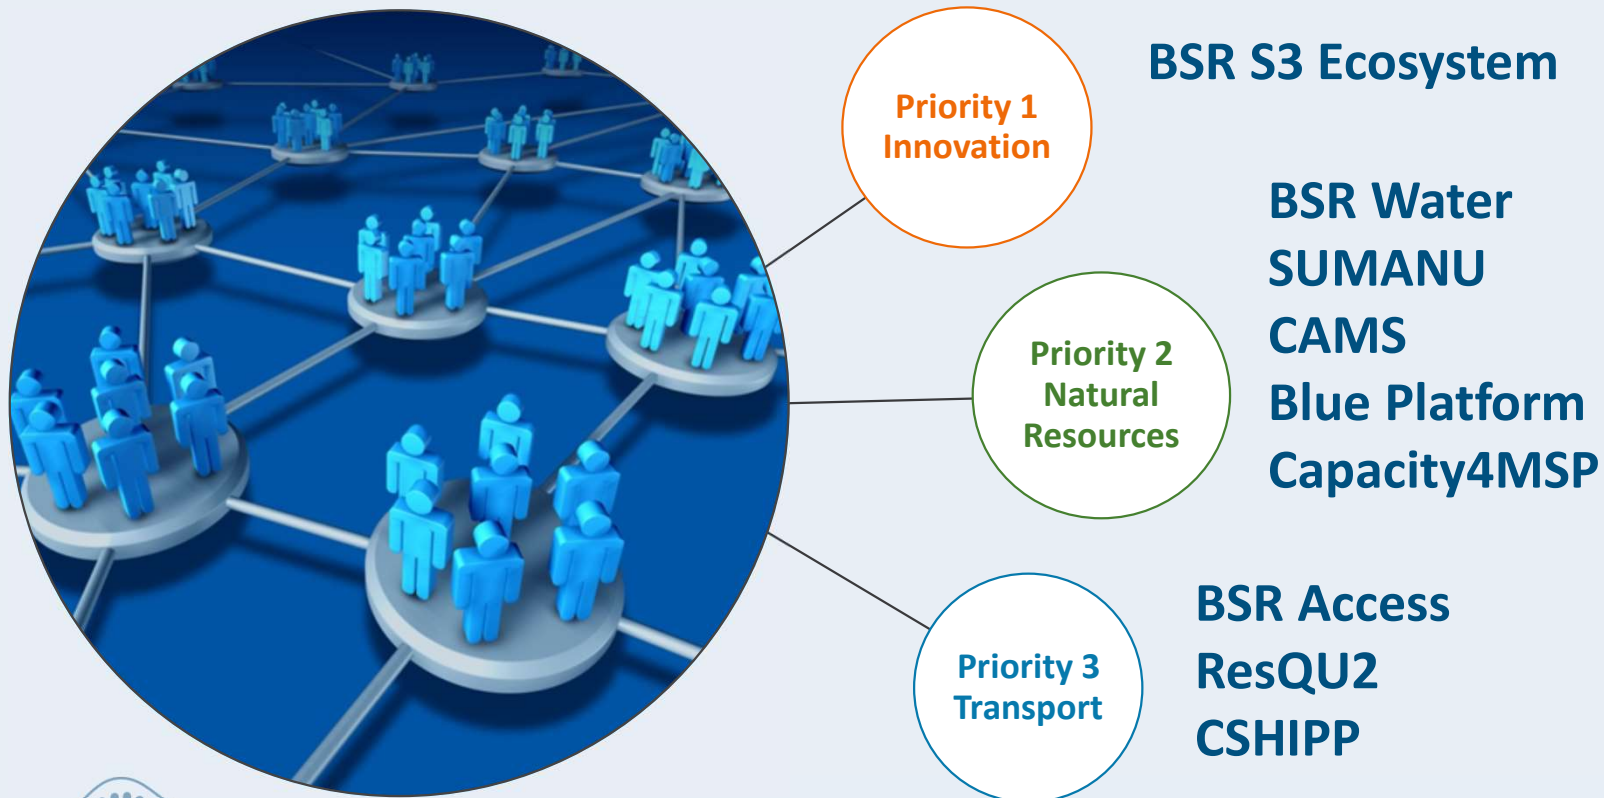 BSR S3 Ecosystem
Priority 1
Innovation
BSR Water
SUMANU
CAMS
Blue Platform
Capacity4MSP
Priority 2
Natural
Resources
BSR Access
ResQU2
CSHIPP
Priority 3
Transport